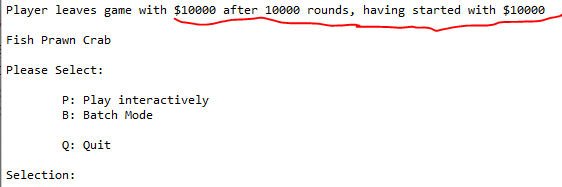 Player leaves game with $10000 after 10000 rounds, having started with $10000
Fish Prawn Crab
Please Select:
P: Play interactively
B: Batch Mode
Q: Quit
Selection: